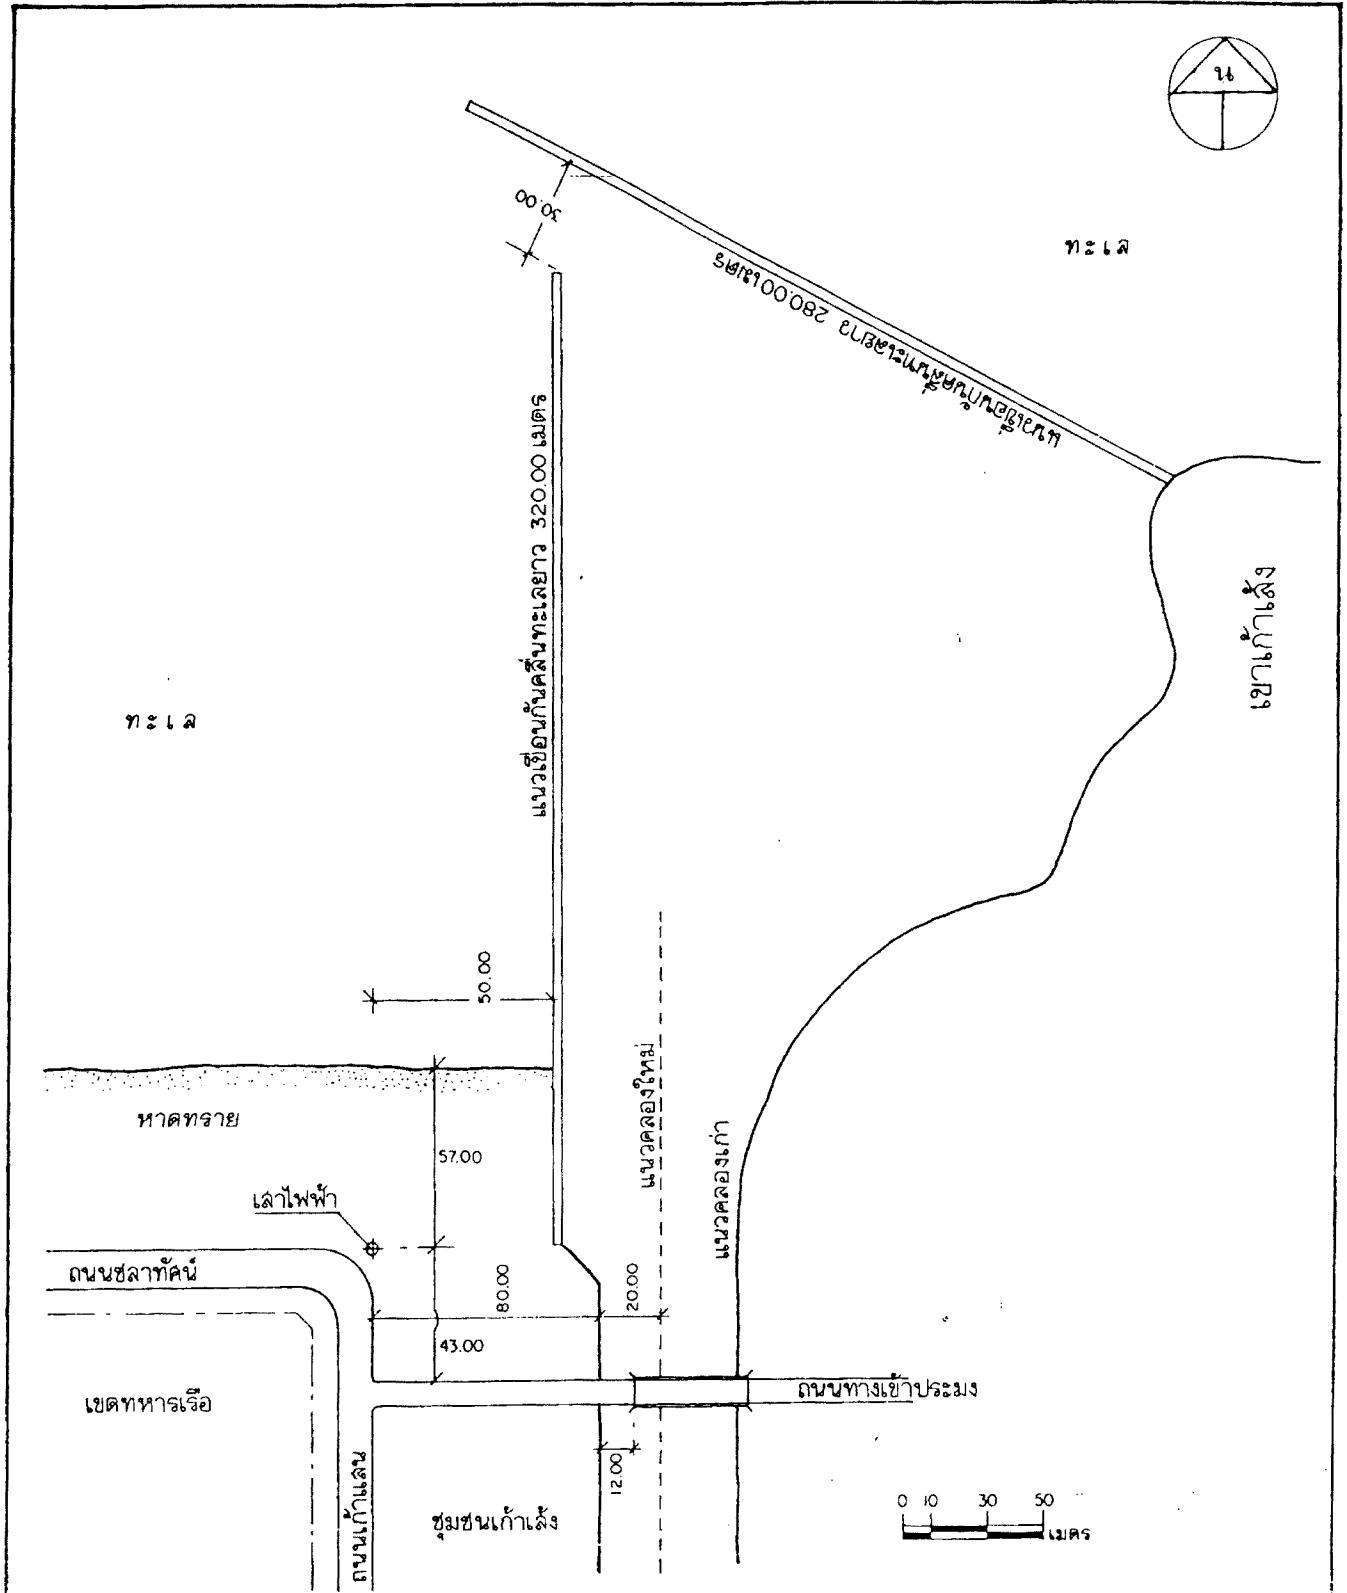 น
30.00
ทะเล
แนวเขื่อนกันคลื่นทะเลยาว 280.00 เมตร
แนวเขื่อนกันคลื่นทะเลยาว 320.00 เมตร
เขาเก้าเส้ง
ทะเล
50.00
แนวคลองใหม่
หาดทราย
แนวคลองเก่า
57.00
เสาไฟฟ้า
ถนนชลาทัศน์
80.00
20.00
43.00
เขตทหารเรือ
ถนนทางเข้าประมง
12.00
ถนนเก้าแสน
ชุมชนเก้าเส้ง
0 10 30 50
เมตร